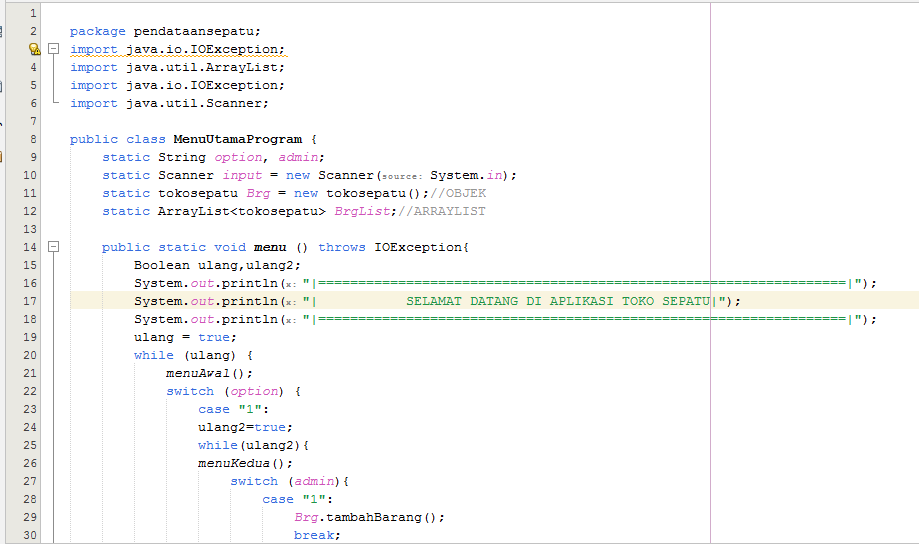 1
2 package pendataansepatu;
import java.io.IOException;
4 import java.util.ArrayList;
5 import java.io.IOException;
6 import java.util.Scanner;
7
8 public class MenuUtamaProgram {
9 static String option, admin;
10 static Scanner input = new Scanner(source: System.in);
11 static tokosepatu Brg = new tokosepatu();//OBJEK
12 static ArrayList<tokosepatu> BrgList;//ARRAYLIST
13
14 public static void menu () throws IOException{
15 Boolean ulang,ulang2;
16 System.out.println(x: "|==================================================================|");
17 System.out.println(x: "|           SELAMAT DATANG DI APLIKASI TOKO SEPATU|");
18 System.out.println(x: "|==================================================================|");
19 ulang = true;
20 while (ulang) {
21 menuAwal();
22 switch (option) {
23 case "1":
24 ulang2=true;
25 while(ulang2){
26 menuKedua();
27 switch (admin){
28 case "1":
29 Brg.tambahBarang();
30 break;